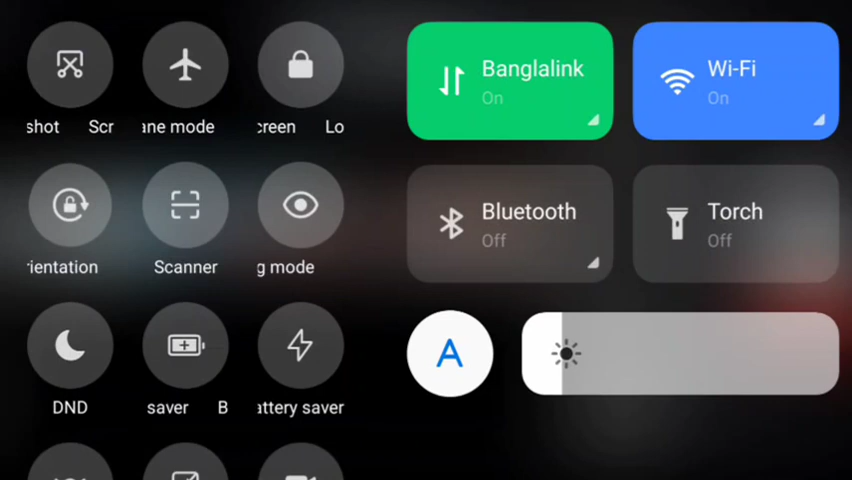 shot Scr
ane mode
creen Lo
rientation
Scanner
g mode
DND
saver B
attery saver
Banglalink
On
Wi-Fi
On
Bluetooth
Off
Torch
Off
A